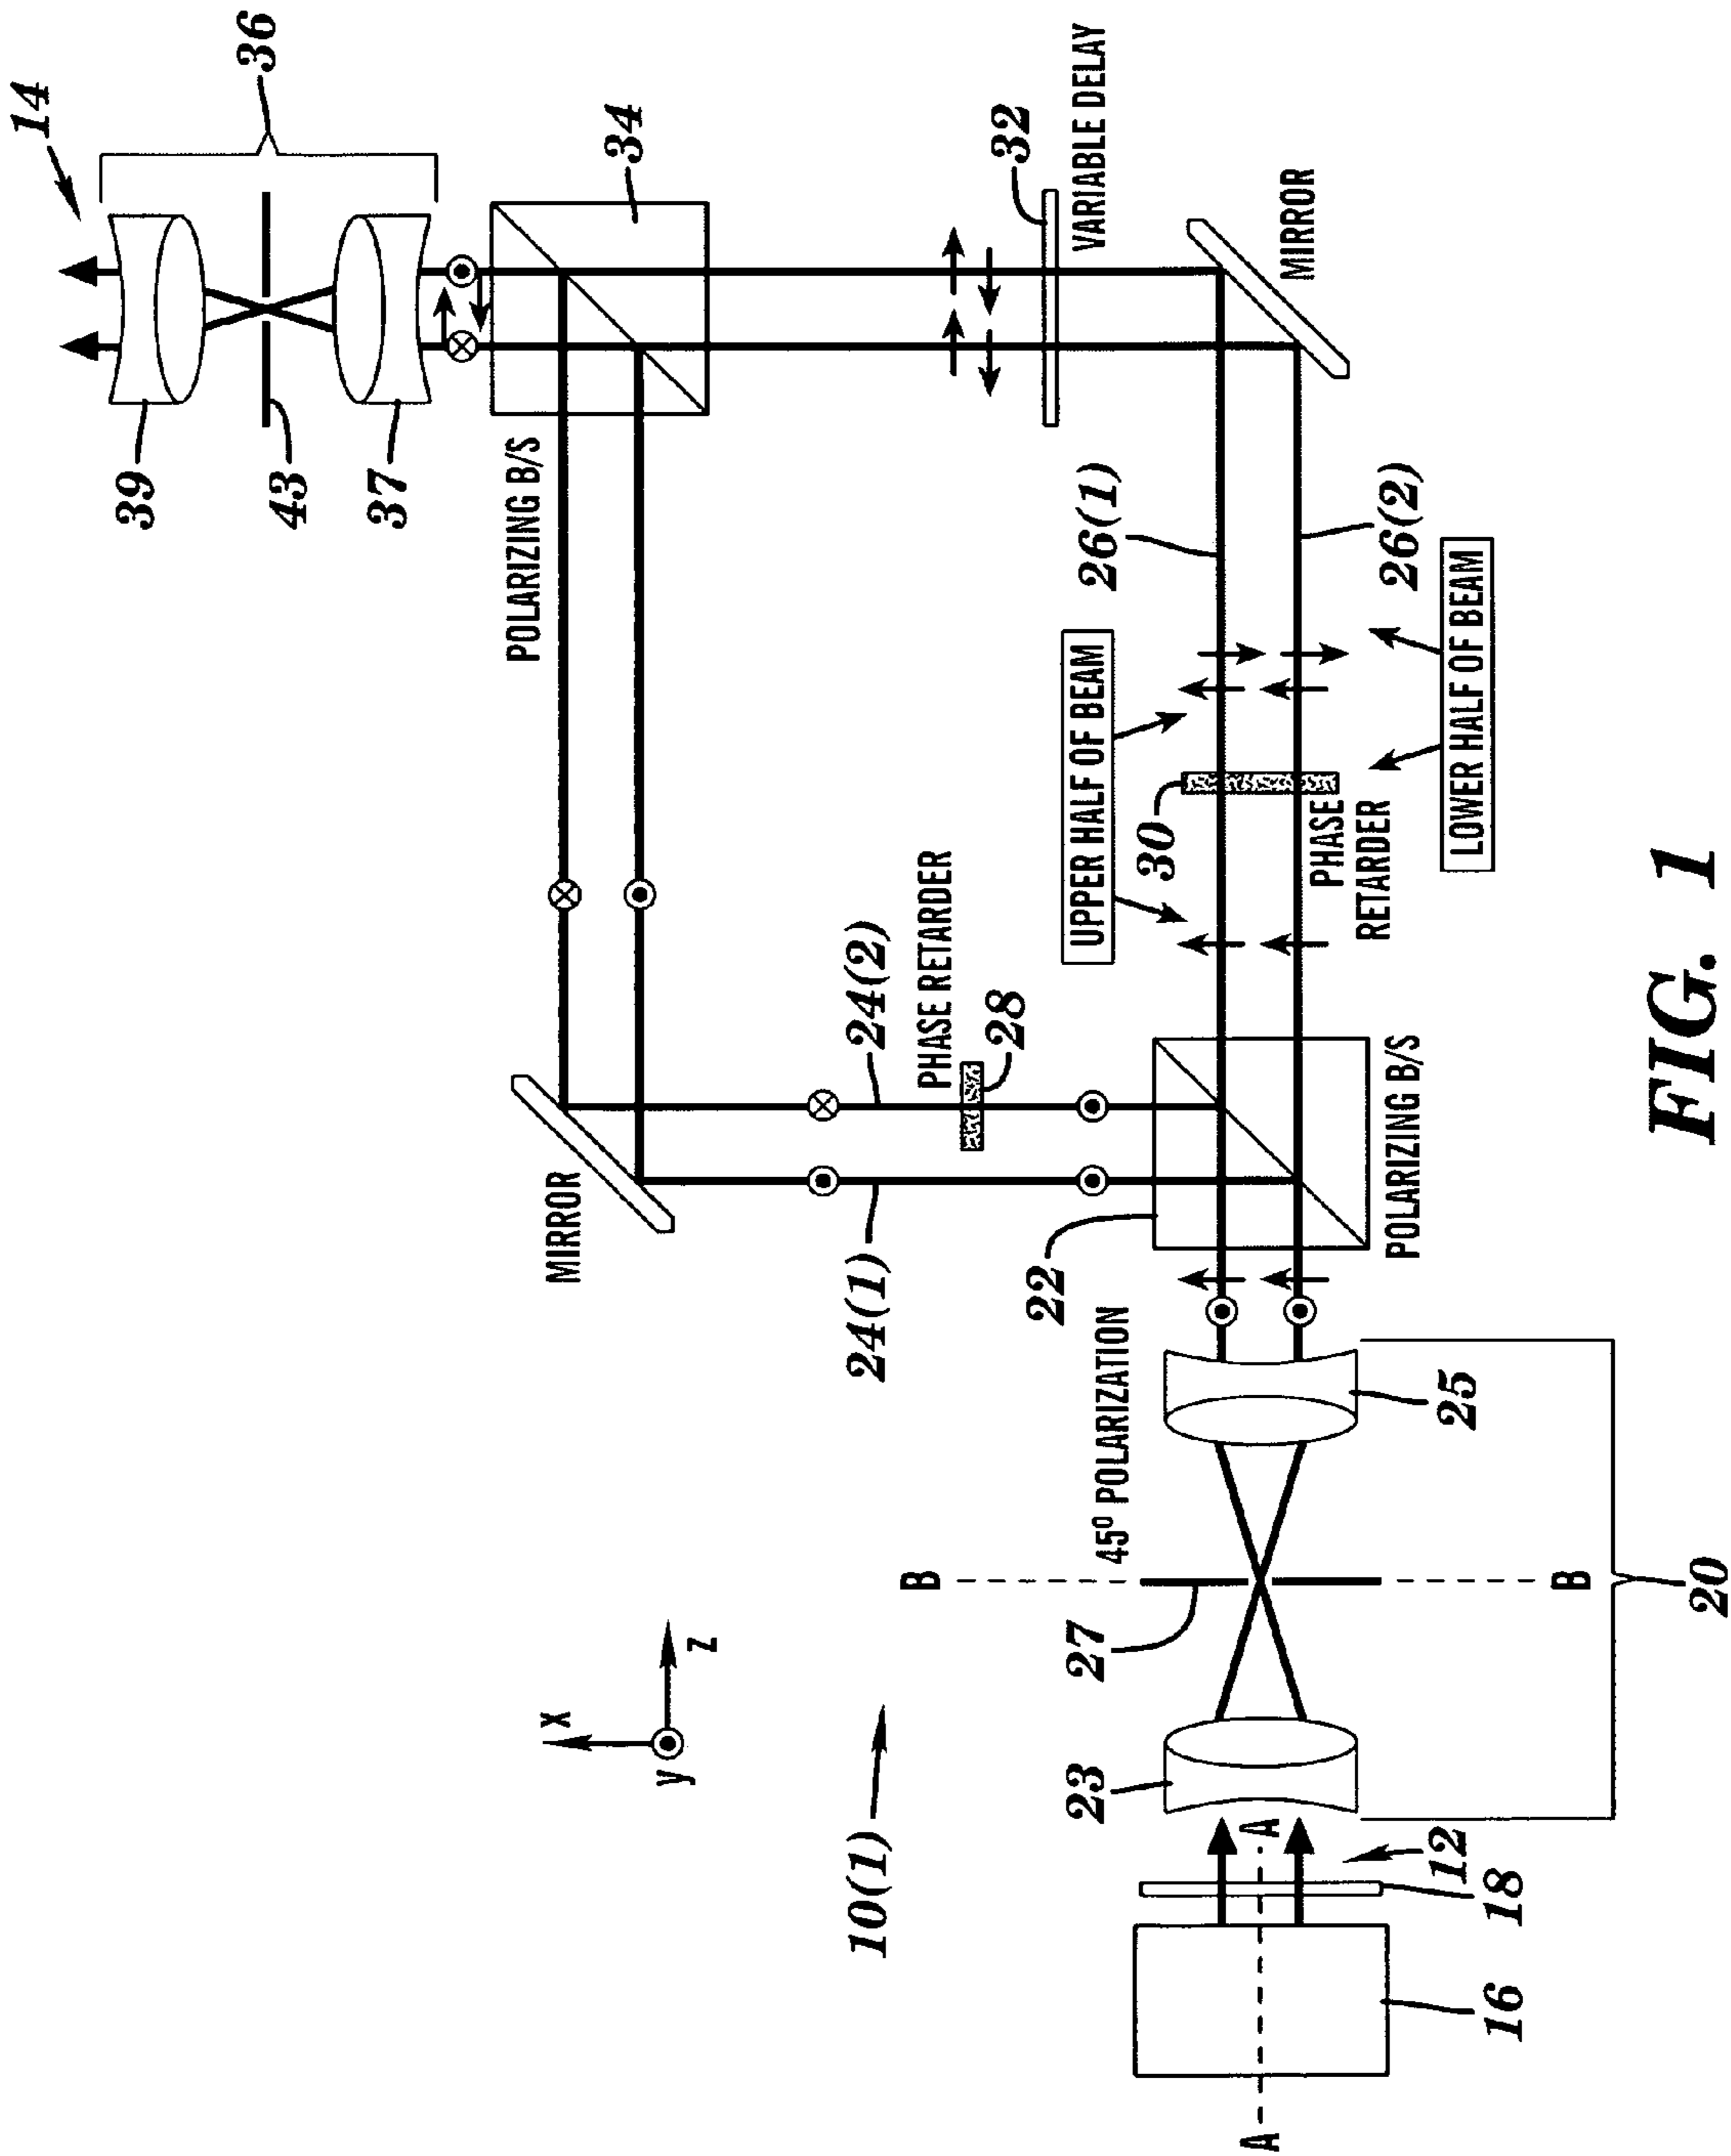 14
36
39
43
37
34
POLARIZING B/S
32
VARIABLE DELAY
MIRROR
MIRROR
24(1)
24(2)
PHASE RETARDER
28
26(1)
26(2)
UPPER HALF OF BEAM
LOWER HALF OF BEAM
30
PHASE
RETARDER
22
POLARIZING B/S
45º POLARIZATION
x
y
z
10(1)
B
B
27
23
25
20
A
A
12
18
16
FIG. 1